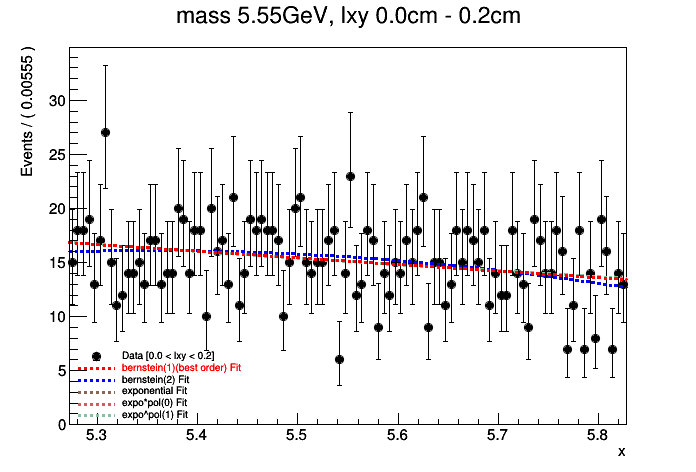 mass 5.55GeV, lxy 0.0cm - 0.2cm
Events / ( 0.00555 )
30
25
20
15
10
5
0
Data [0.0 < lxy < 0.2]
bernstein(1)(best order) Fit
bernstein(2) Fit
exponential Fit
expo*pol(0) Fit
expo*pol(1) Fit
5.3 5.4 5.5 5.6 5.7 5.8
x